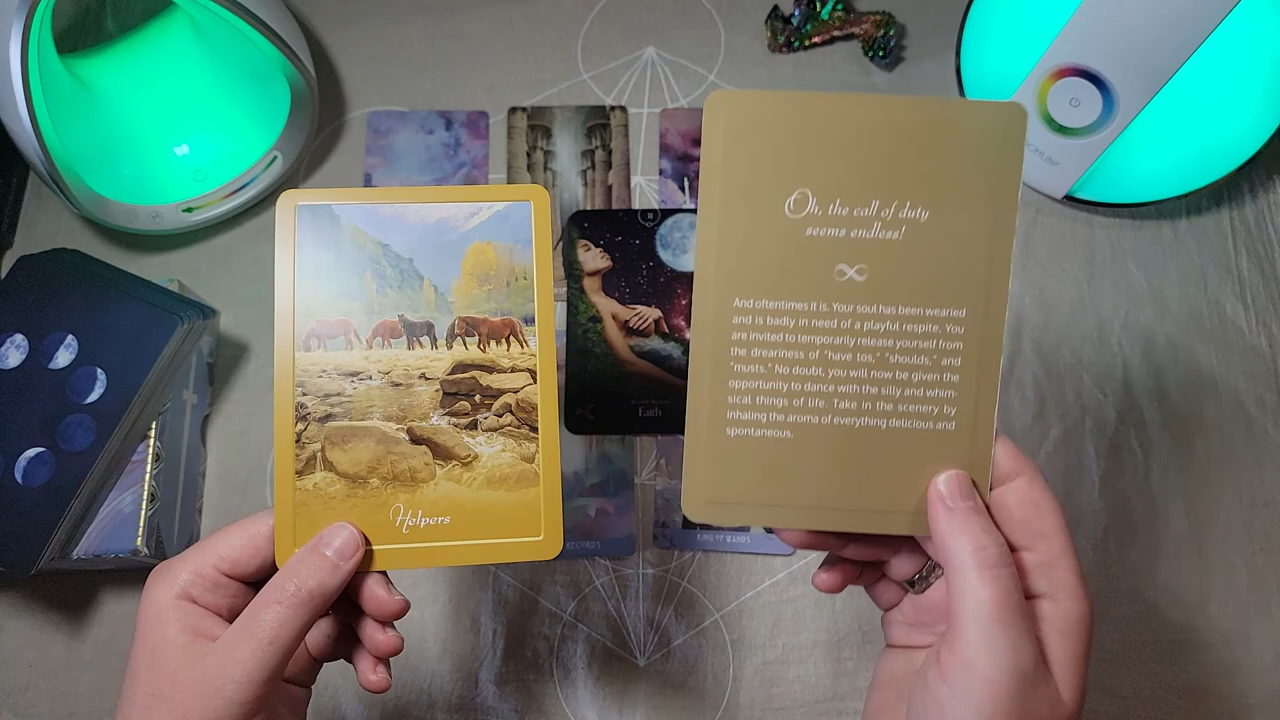 Oh, the call of duty
seems endless!
And oftentimes it is. Your soul has been wearied
and is badly in need of a playful respite. You
are invited to temporarily release yourself from
the dreariness of “have tos,” “shoulds,” and
“musts.” No doubt, you will now be given the
opportunity to dance with the silly and whim-
sical things of life. Take in the scenery by
inhaling the aroma of everything delicious and
spontaneous.
Faith
Helpers
RECORDS
KING OF WANDS